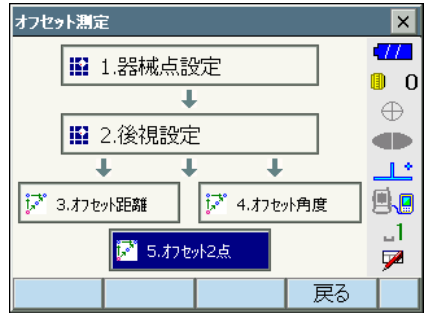 オフセット測定
1.器械点設定
0
2.後視設定
3.オフセット距離
4.オフセット角度
1
5.オフセット2点
戻る